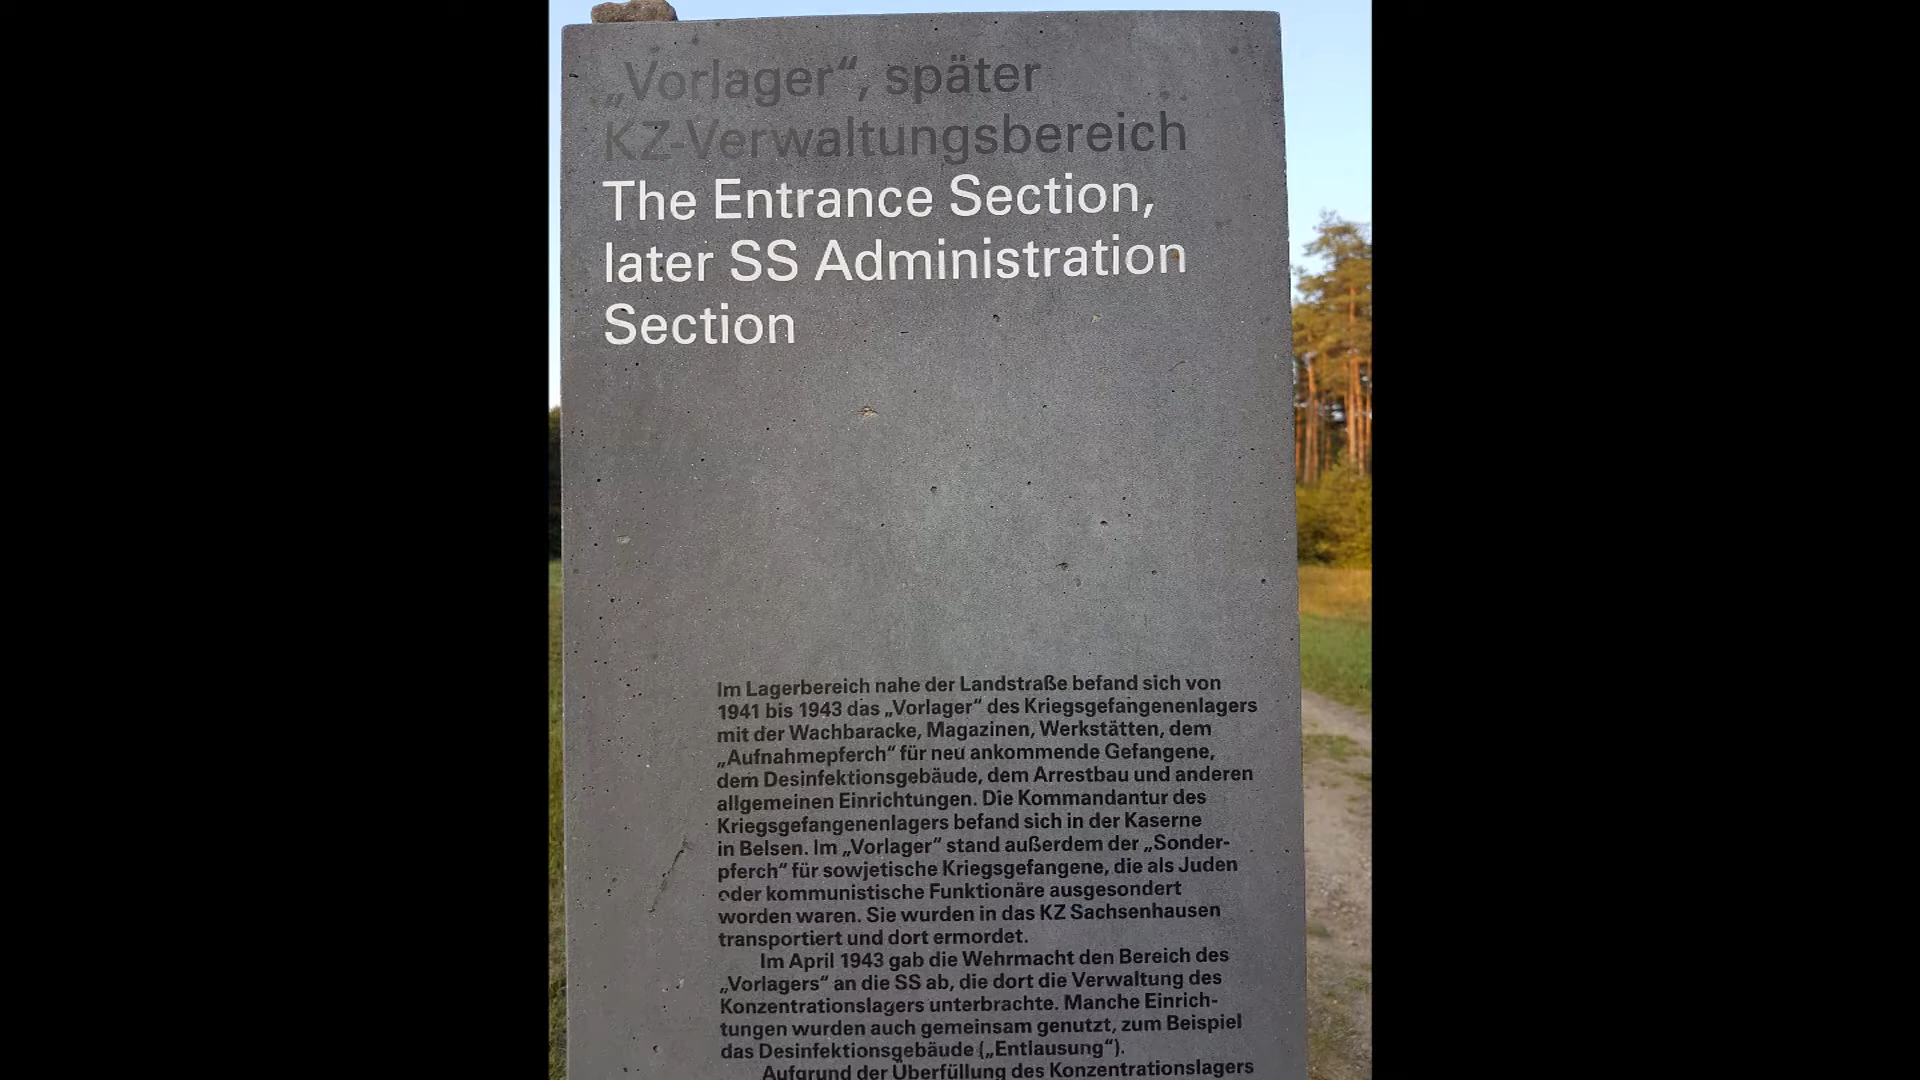 „Vorlager“, später
KZ-Verwaltungsbereich
The Entrance Section,
later SS Administration
Section
Im Lagerbereich nahe der Landstraße befand sich von
1941 bis 1943 das „Vorlager“ des Kriegsgefangenenlagers
mit der Wachbaracke, Magazinen, Werkstätten, dem
„Aufnahmepferch“ für neu ankommende Gefangene,
dem Desinfektionsgebäude, dem Arrestbau und anderen
allgemeinen Einrichtungen. Die Kommandantur des
Kriegsgefangenenlagers befand sich in der Kaserne
in Belsen. Im „Vorlager“ stand außerdem der „Sonder-
pferch“ für sowjetische Kriegsgefangene, die als Juden
oder kommunistische Funktionäre ausgesondert
worden waren. Sie wurden in das KZ Sachsenhausen
transportiert und dort ermordet.
Im April 1943 gab die Wehrmacht den Bereich des
„Vorlagers“ an die SS ab, die dort die Verwaltung des
Konzentrationslagers unterbrachte. Manche Einrich-
tungen wurden auch gemeinsam genutzt, zum Beispiel
das Desinfektionsgebäude („Entlausung“).
Aufgrund der Überfüllung des Konzentrationslagers